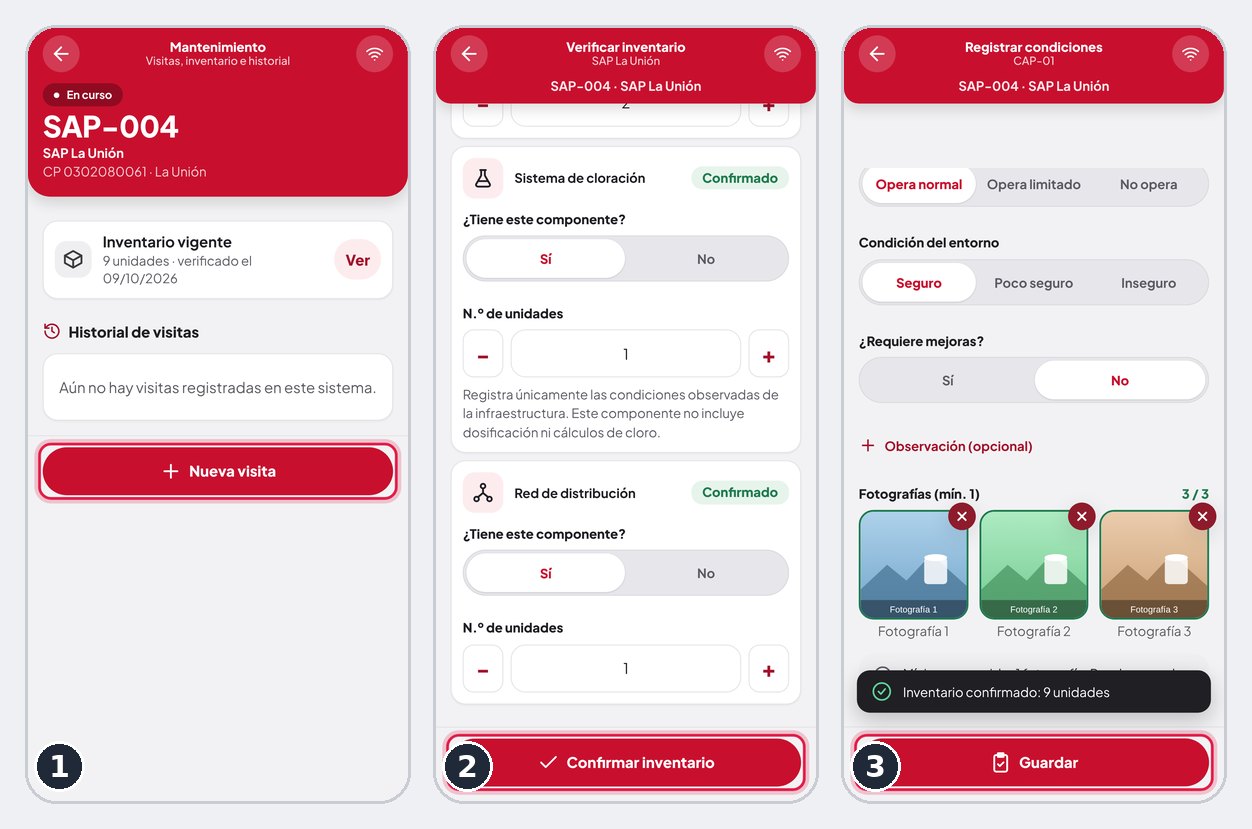 Mantenimiento
Visitas, inventario e historial
En curso
SAP-004
SAP La Unión
CP 0302080061 · La Unión
Inventario vigente
9 unidades · verificado el
09/10/2026
Ver
Historial de visitas
Aún no hay visitas registradas en este sistema.
+ Nueva visita
1
Verificar inventario
SAP La Unión
SAP-004 · SAP La Unión
− 2 +
Sistema de cloración
Confirmado
¿Tiene este componente?
Sí No
N.º de unidades
− 1 +
Registra únicamente las condiciones observadas de
la infraestructura. Este componente no incluye
dosificación ni cálculos de cloro.
Red de distribución
Confirmado
¿Tiene este componente?
Sí No
N.º de unidades
− 1 +
Confirmar inventario
2
Registrar condiciones
CAP-01
SAP-004 · SAP La Unión
Opera normal Opera limitado No opera
Condición del entorno
Seguro Poco seguro Inseguro
¿Requiere mejoras?
Sí No
+ Observación (opcional)
Fotografías (mín. 1) 3 / 3
Fotografía 1 Fotografía 2 Fotografía 3
Fotografía 1 Fotografía 2 Fotografía 3
Inventario confirmado: 9 unidades
Guardar
3